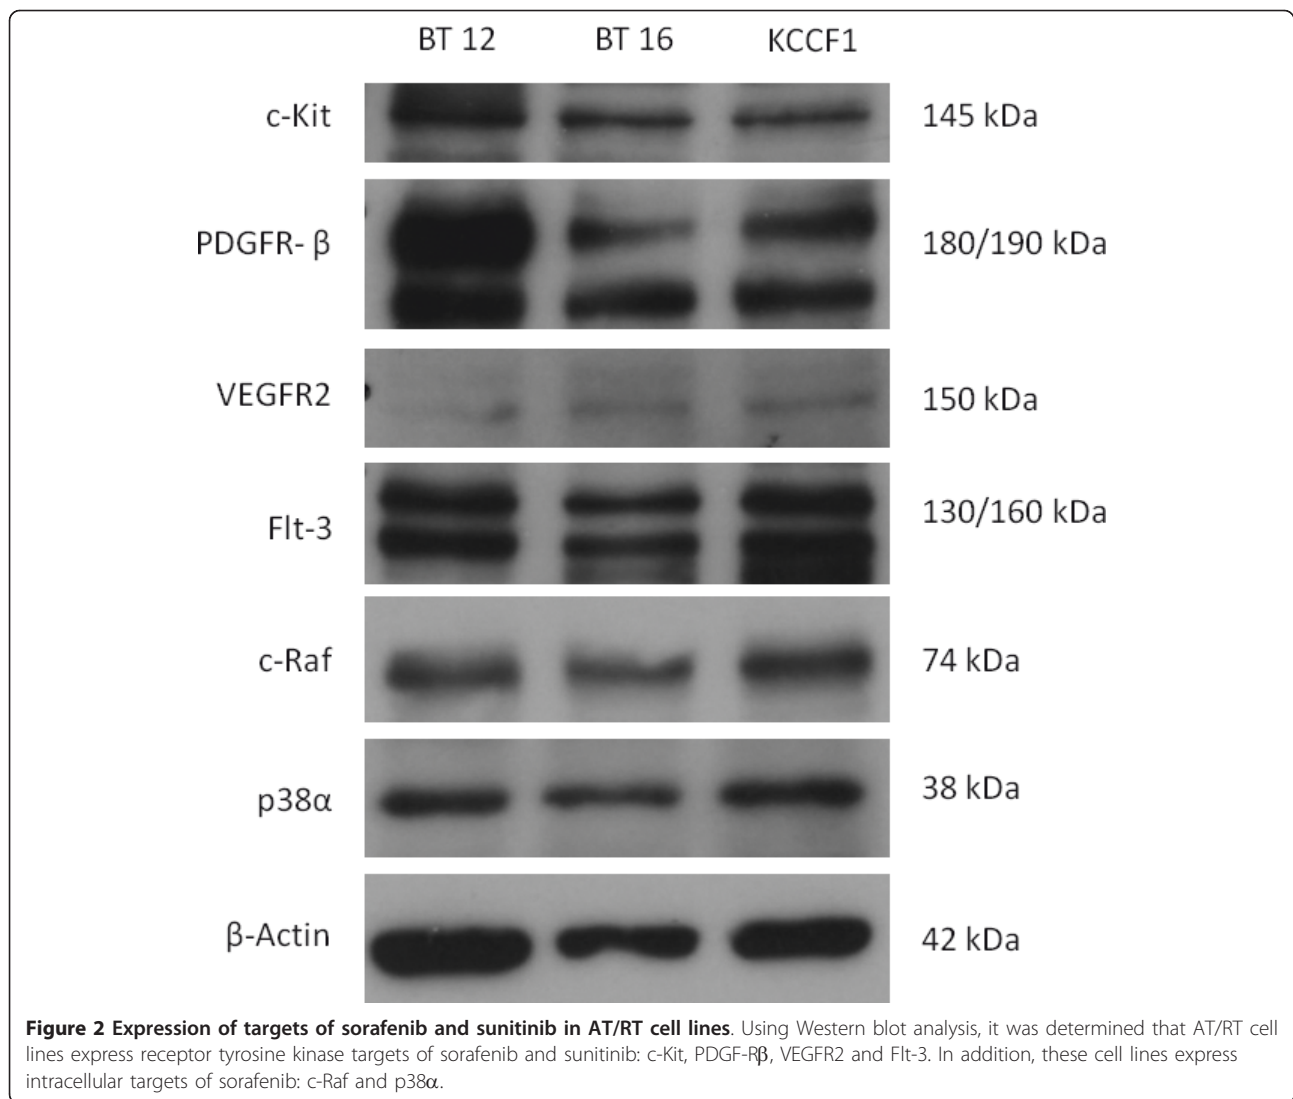 BT 12 BT 16 KCCF1
c-Kit 145 kDa
PDGFR- β 180/190 kDa
VEGFR2 150 kDa
Flt-3 130/160 kDa
c-Raf 74 kDa
p38α 38 kDa
β-Actin 42 kDa
Figure 2 Expression of targets of sorafenib and sunitinib in AT/RT cell lines. Using Western blot analysis, it was determined that AT/RT cell
lines express receptor tyrosine kinase targets of sorafenib and sunitinib: c-Kit, PDGF-Rβ, VEGFR2 and Flt-3. In addition, these cell lines express
intracellular targets of sorafenib: c-Raf and p38α.